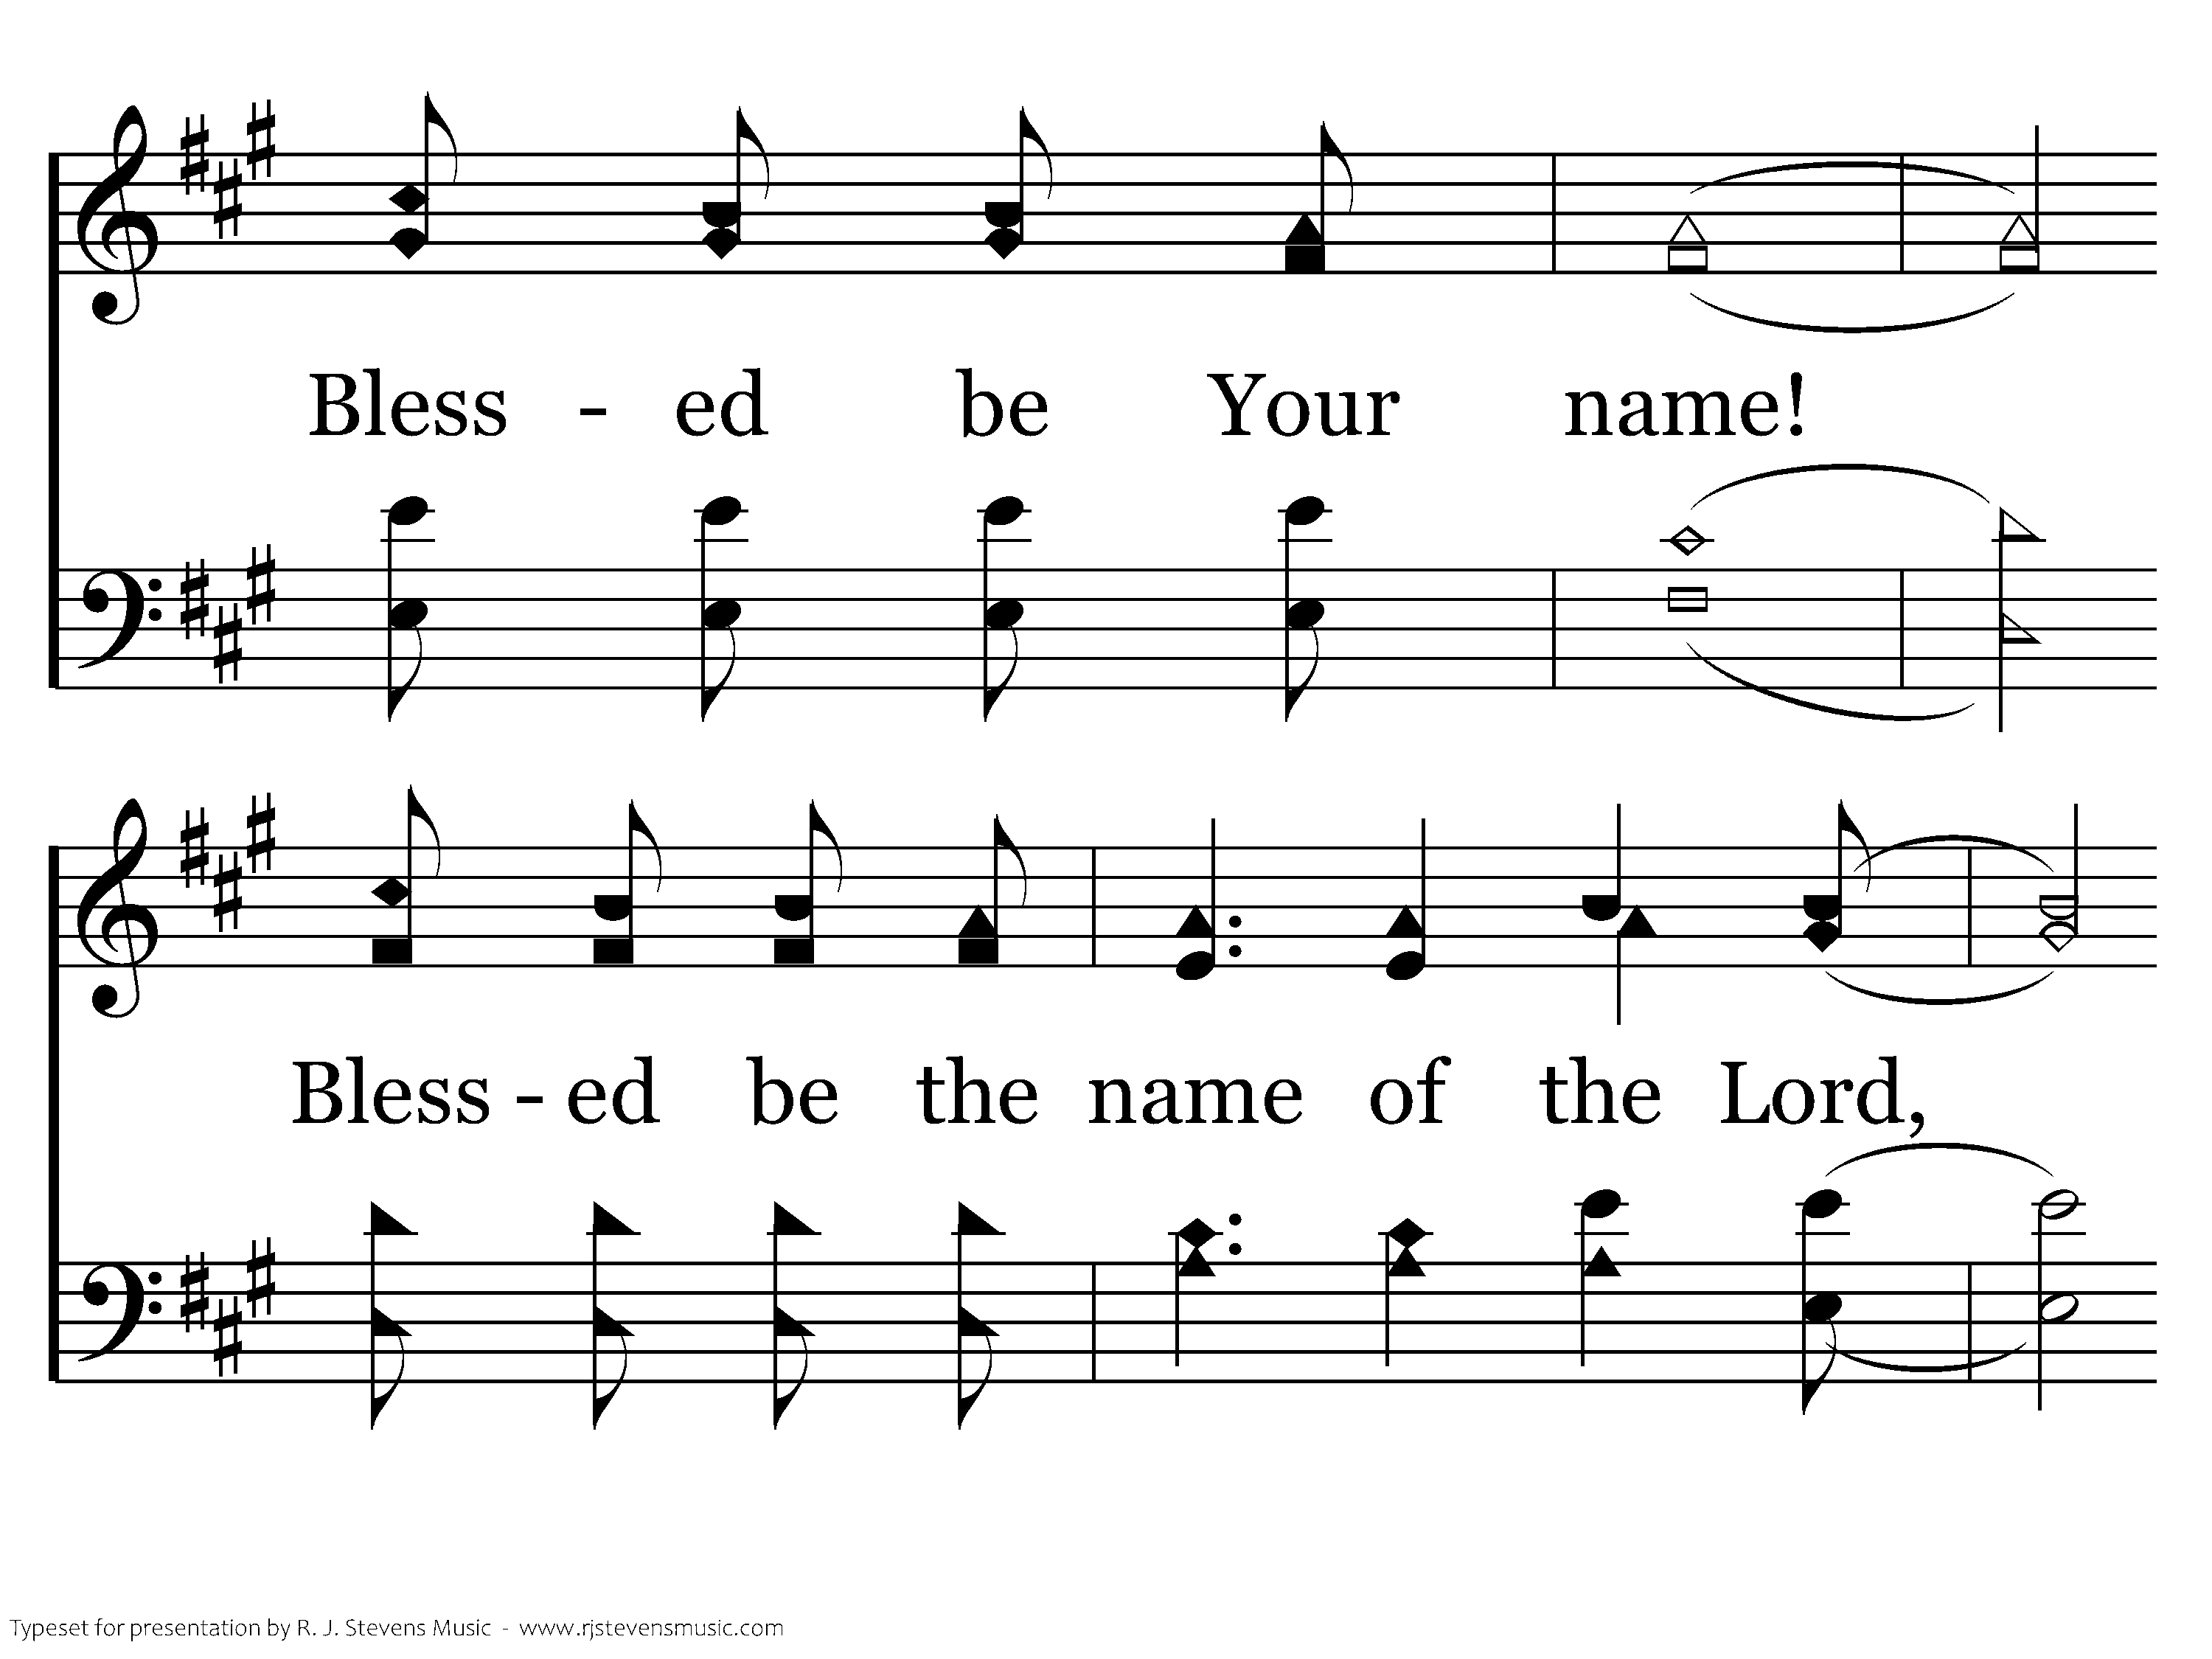 Bless - ed be Your name!
Bless - ed be the name of the Lord,
Typeset for presentation by R. J. Stevens Music - www.rjstevensmusic.com